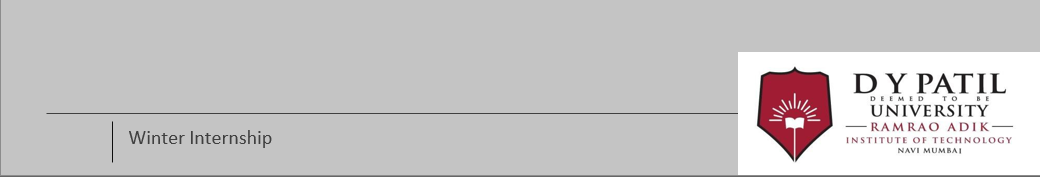 Winter Internship
D Y PATIL
DEEMED TO BE
UNIVERSITY
RAMRAO ADIK
INSTITUTE OF TECHNOLOGY
NAVI MUMBAI